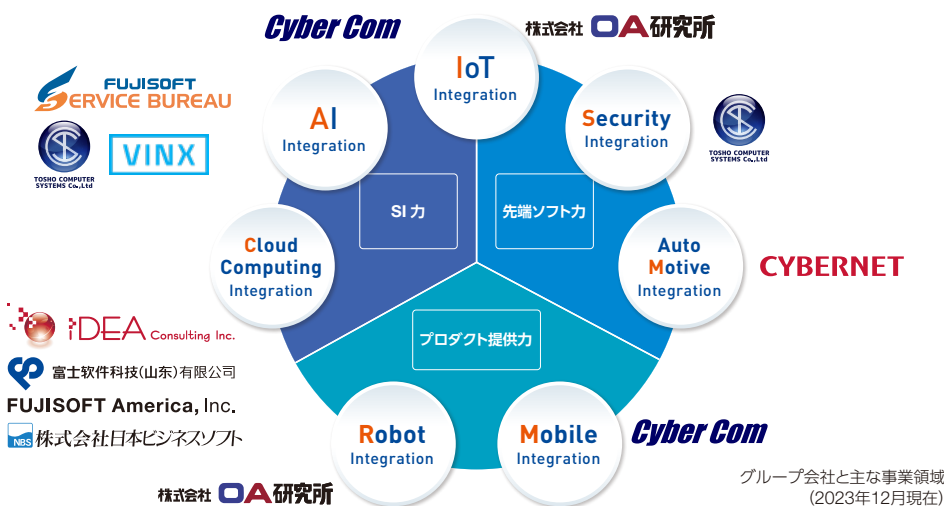 Cyber Com
株式会社 OA研究所
IoT
Integration
FUJISOFT
SERVICE BUREAU
AI
Integration
Security
Integration
TOSHO COMPUTER
SYSTEMS Co.,Ltd
VINX
TOSHO COMPUTER
SYSTEMS Co.,Ltd
SI 力
先端ソフト力
Cloud
Computing
Integration
Auto
Motive
Integration
CYBERNET
iDEA Consulting Inc.
プロダクト提供力
富士软件科技(山东)有限公司
FUJISOFT America, Inc.
NBS 株式会社日本ビジネスソフト
Robot
Integration
Mobile
Integration
Cyber Com
株式会社 OA研究所
グループ会社と主な事業領域
(2023年12月現在)